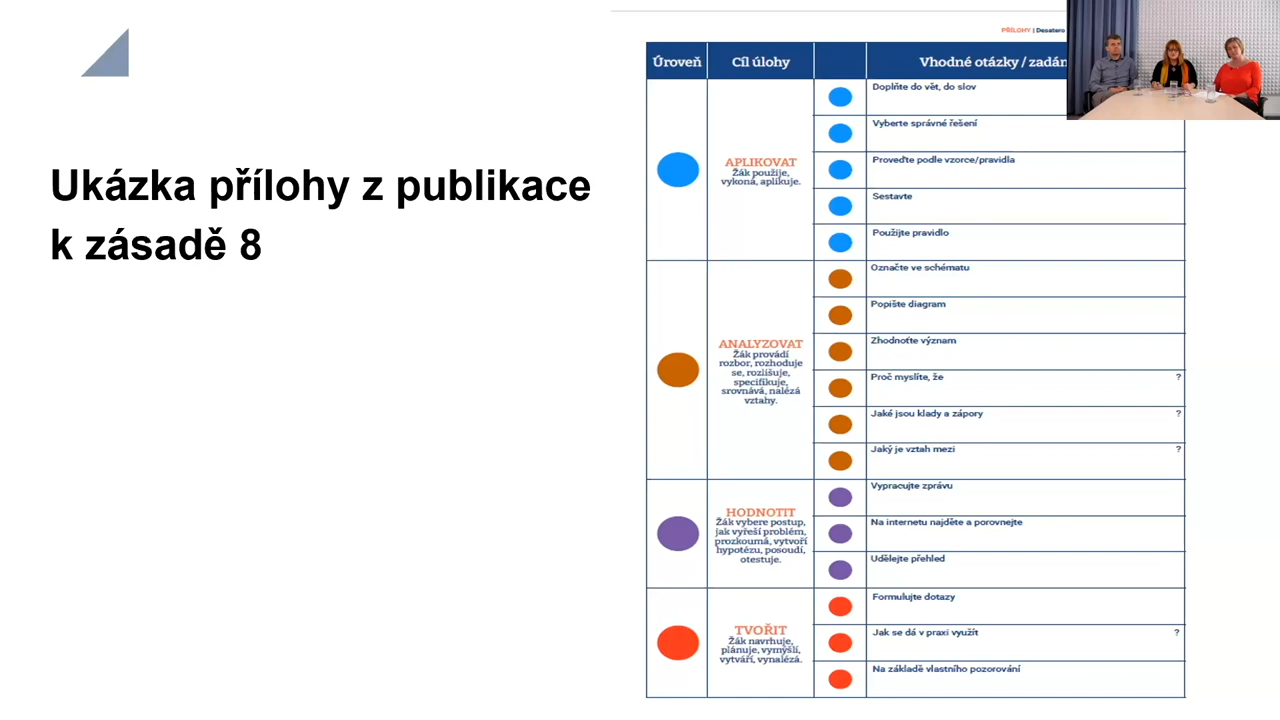 Ukázka přílohy z publikace
k zásadě 8
PŘÍLOHY | Desatero
Úroveň
Cíl úlohy
Vhodné otázky / zadán
APLIKOVAT
Žák použije,
vykoná, aplikuje.
Doplňte do vět, do slov
Vyberte správné řešení
Proveďte podle vzorce/pravidla
Sestavte
Použijte pravidlo
ANALYZOVAT
Žák provádí
rozbor, rozhoduje
se, rozlišuje,
specifikuje,
srovnává, nalézá
vztahy.
Označte ve schématu
Popište diagram
Zhodnoťte význam
Proč myslíte, že ?
Jaké jsou klady a zápory ?
Jaký je vztah mezi ?
HODNOTIT
Žák vybere postup,
jak vyřeší problém,
prozkoumá, vytvoří
hypotézu, posoudí,
otestuje.
Vypracujte zprávu
Na internetu najděte a porovnejte
Udělejte přehled
TVOŘIT
Žák navrhuje,
plánuje, vymýšlí,
vytváří, vynalézá.
Formulujte dotazy
Jak se dá v praxi využít ?
Na základě vlastního pozorování